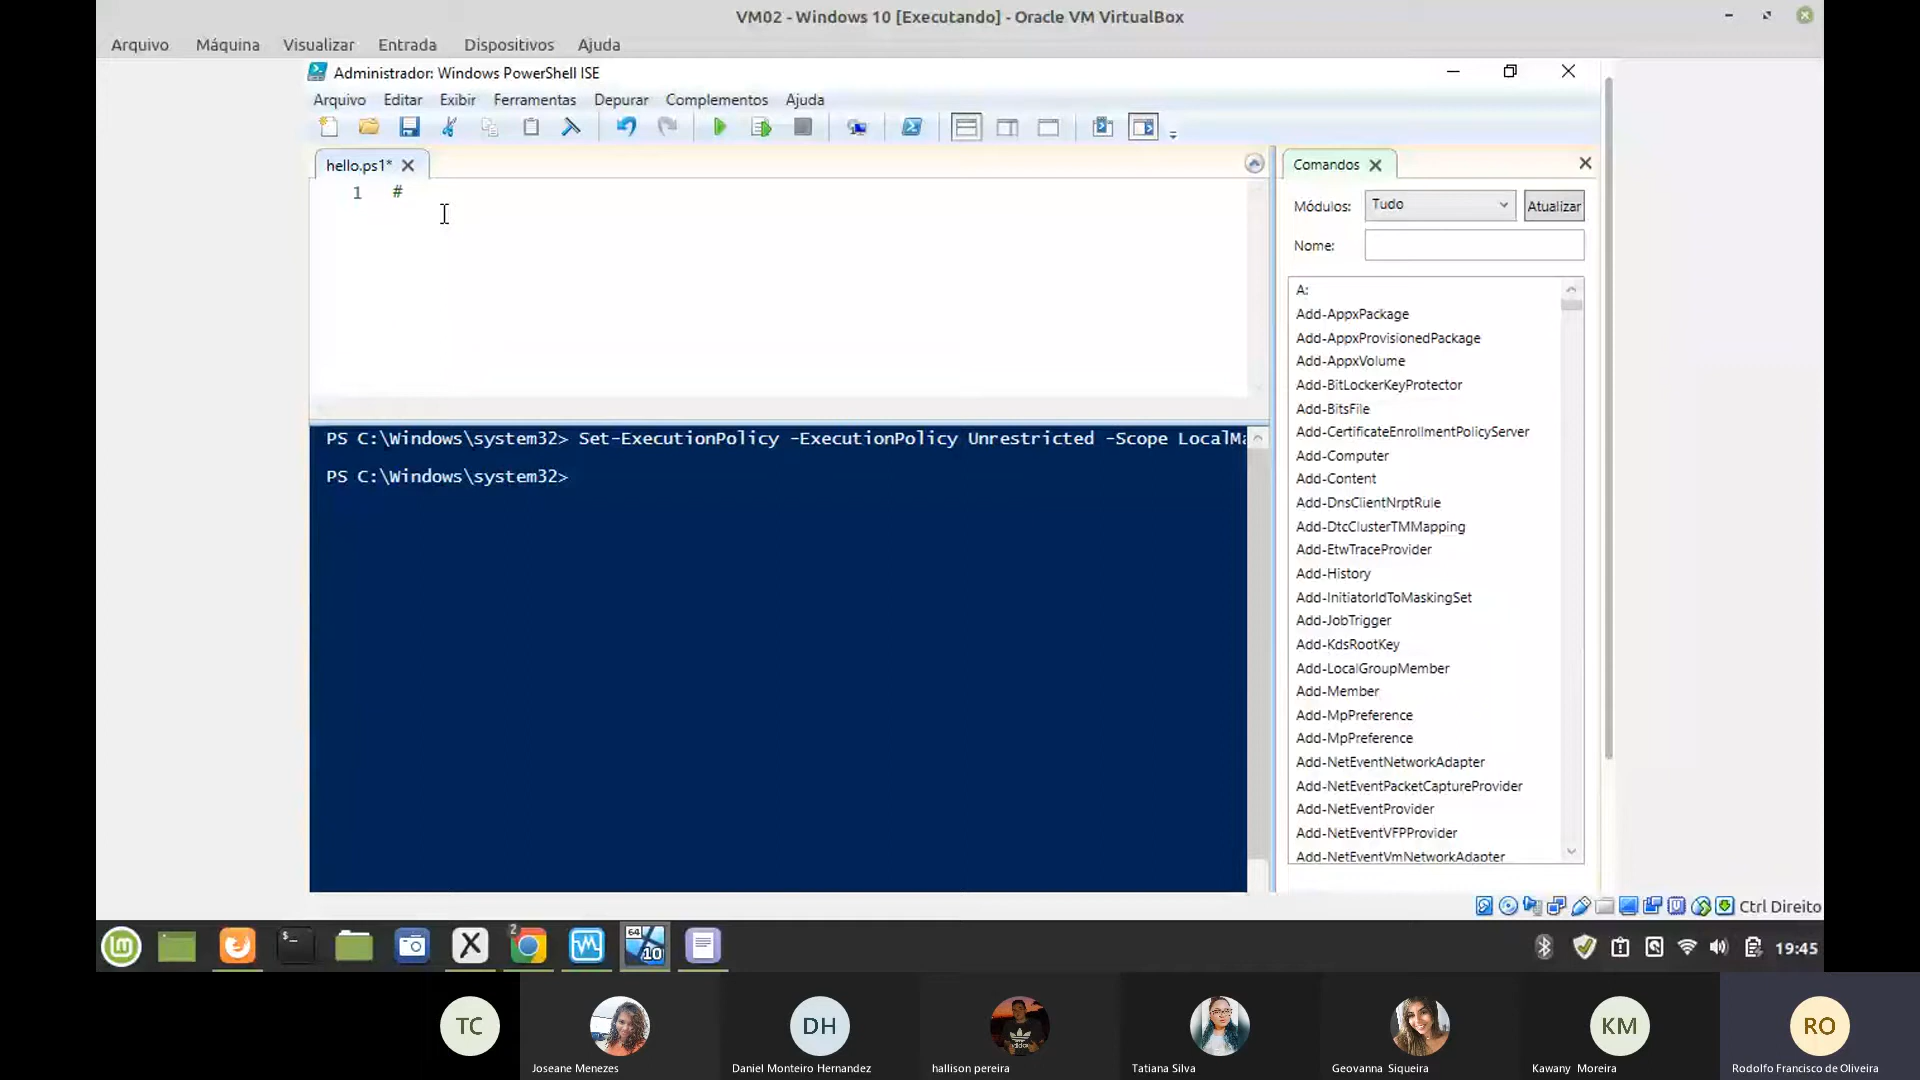 VM02 - Windows 10 [Executando] - Oracle VM VirtualBox
Arquivo Máquina Visualizar Entrada Dispositivos Ajuda
Administrador: Windows PowerShell ISE
Arquivo Editar Exibir Ferramentas Depurar Complementos Ajuda
hello.ps1*
1 #
Comandos
Módulos: Tudo Atualizar
Nome:
A:
Add-AppxPackage
Add-AppxProvisionedPackage
Add-AppxVolume
Add-BitLockerKeyProtector
Add-BitsFile
Add-CertificateEnrollmentPolicyServer
Add-Computer
Add-Content
Add-DnsClientNrptRule
Add-DtcClusterTMMapping
Add-EtwTraceProvider
Add-History
Add-InitiatorIdToMaskingSet
Add-JobTrigger
Add-KdsRootKey
Add-LocalGroupMember
Add-Member
Add-MpPreference
Add-MpPreference
Add-NetEventNetworkAdapter
Add-NetEventPacketCaptureProvider
Add-NetEventProvider
Add-NetEventVFPProvider
Add-NetEventVmNetworkAdapter
PS C:\Windows\system32> Set-ExecutionPolicy -ExecutionPolicy Unrestricted -Scope LocalMa
PS C:\Windows\system32>
Ctrl Direito
$_
2
64
10
19:45
TC
DH
adidas
KM
RO
Joseane Menezes
Daniel Monteiro Hernandez
hallison pereira
Tatiana Silva
Geovanna Siqueira
Kawany Moreira
Rodolfo Francisco de Oliveira